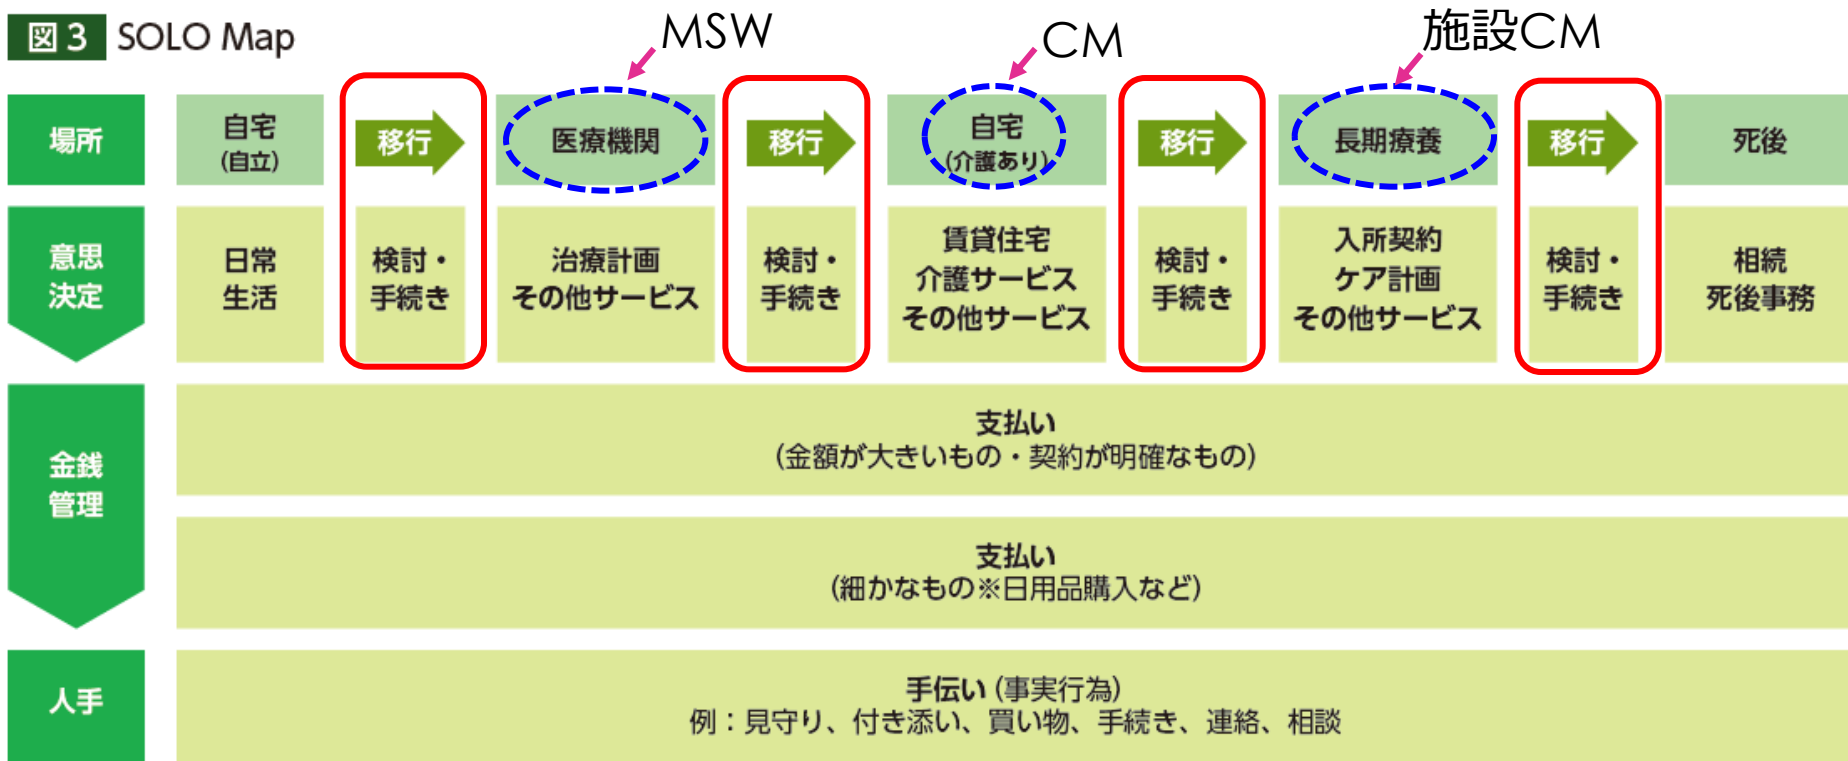 図3 SOLO Map
MSW
CM
施設CM
場所
自宅
(自立)
移行
医療機関
移行
自宅
(介護あり)
移行
長期療養
移行
死後
意思
決定
日常
生活
検討・
手続き
治療計画
その他サービス
検討・
手続き
賃貸住宅
介護サービス
その他サービス
検討・
手続き
入所契約
ケア計画
その他サービス
検討・
手続き
相続
死後事務
金銭
管理
支払い
(金額が大きいもの・契約が明確なもの)
支払い
(細かなもの※日用品購入など)
人手
手伝い(事実行為)
例：見守り、付き添い、買い物、手続き、連絡、相談